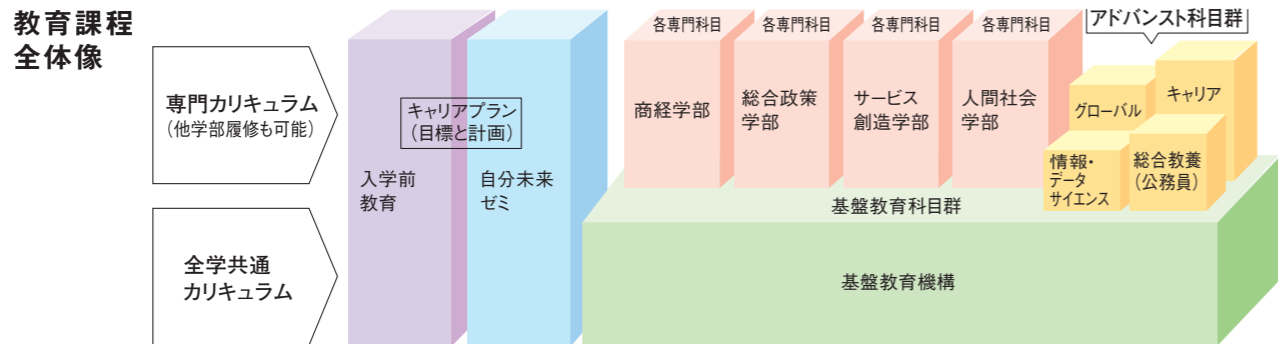 教育課程
全体像
各専門科目
各専門科目
各専門科目
各専門科目
アドバンスト科目群
専門カリキュラム
(他学部履修も可能)
キャリアプラン
(目標と計画)
入学前
教育
自分未来
ゼミ
商経学部
総合政策
学部
サービス
創造学部
人間社会
学部
グローバル
キャリア
情報・
データ
サイエンス
総合教養
(公務員)
基盤教育科目群
全学共通
カリキュラム
基盤教育機構